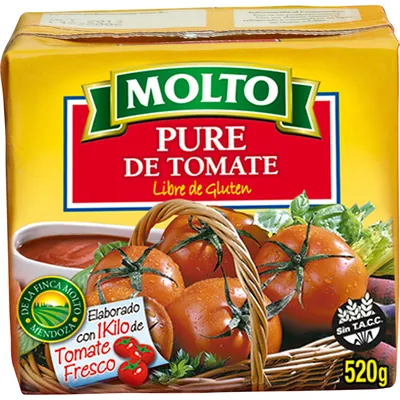 MOLTO
PURE
DE TOMATE
Libre de Gluten
DE LA FINCA MOLTO
MENDOZA
Elaborado
con 1Kilo de
Tomate
Fresco
Sin T.A.C.C.
520g